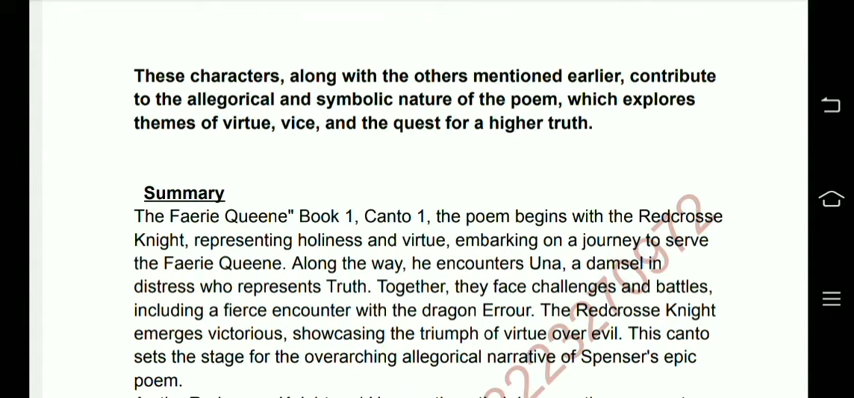 These characters, along with the others mentioned earlier, contribute
to the allegorical and symbolic nature of the poem, which explores
themes of virtue, vice, and the quest for a higher truth.
Summary
The Faerie Queene" Book 1, Canto 1, the poem begins with the Redcrosse
Knight, representing holiness and virtue, embarking on a journey to serve
the Faerie Queene. Along the way, he encounters Una, a damsel in
distress who represents Truth. Together, they face challenges and battles,
including a fierce encounter with the dragon Errour. The Redcrosse Knight
emerges victorious, showcasing the triumph of virtue over evil. This canto
sets the stage for the overarching allegorical narrative of Spenser's epic
poem.